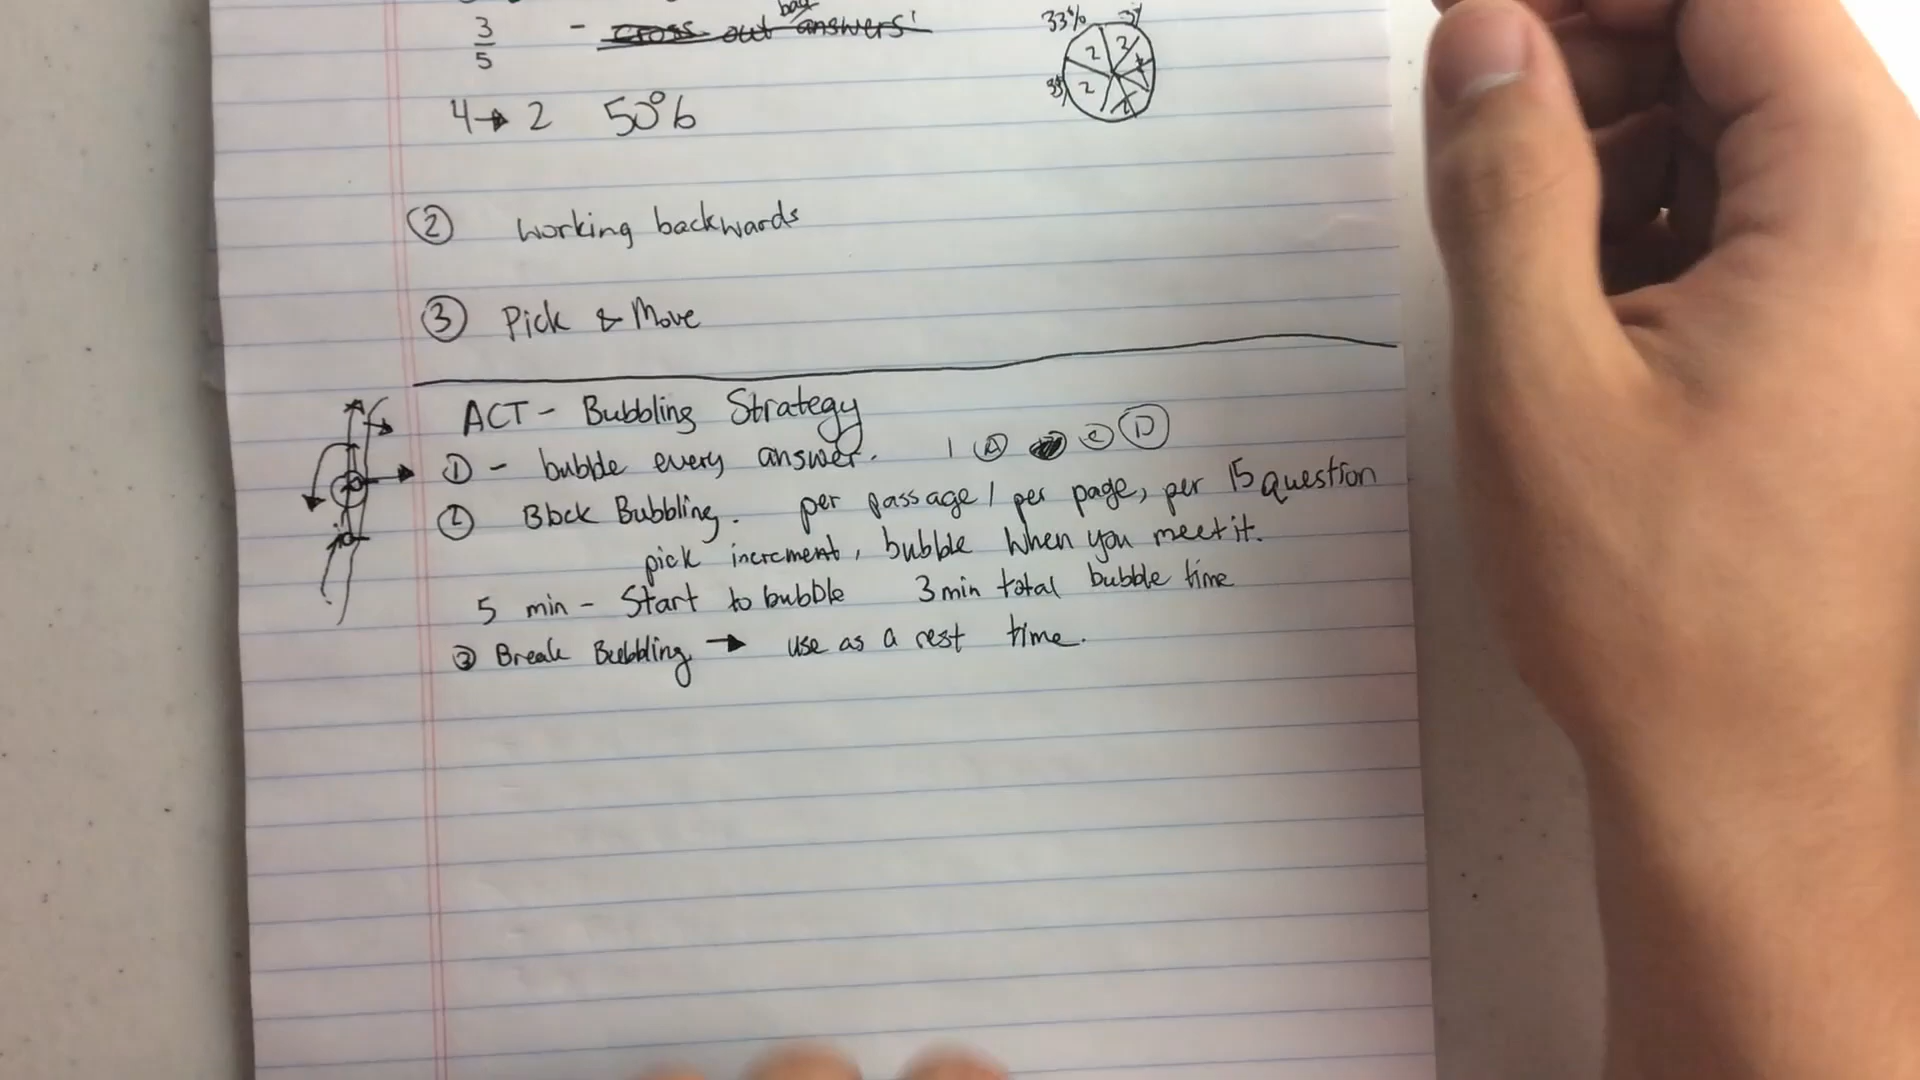 3/5 - cross out bad answers!
33%
2 2
2
4 → 2 50%
② working backwards
③ Pick & Move
ACT - Bubbling Strategy
① - bubble every answer. 1 Ⓐ Ⓒ Ⓓ
② Block Bubbling. per passage / per page, per 15 question
pick increment, bubble when you meet it.
5 min - Start to bubble 3 min total bubble time
③ Break Bubbling → use as a rest time.